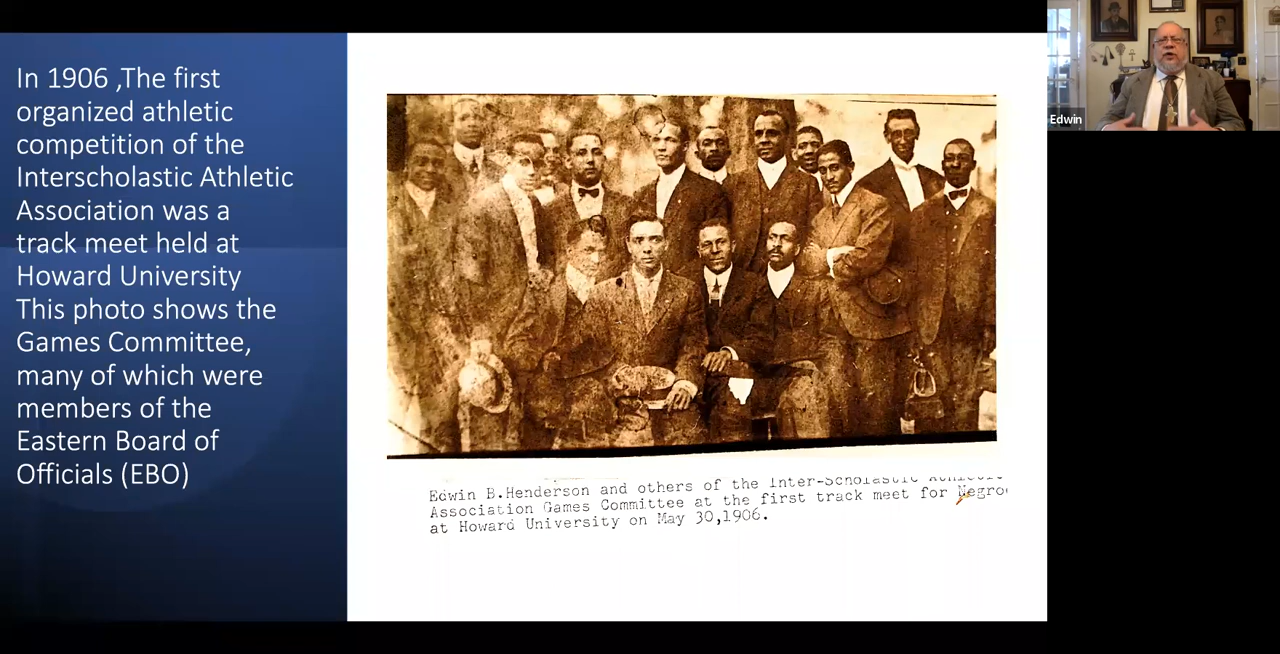 In 1906 ,The first
organized athletic
competition of the
Interscholastic Athletic
Association was a
track meet held at
Howard University
This photo shows the
Games Committee,
many of which were
members of the
Eastern Board of
Officials (EBO)
Edwin B.Henderson and others of the Inter-Scholastic Athletic
Association Games Committee at the first track meet for Negro
at Howard University on May 30,1906.
Edwin